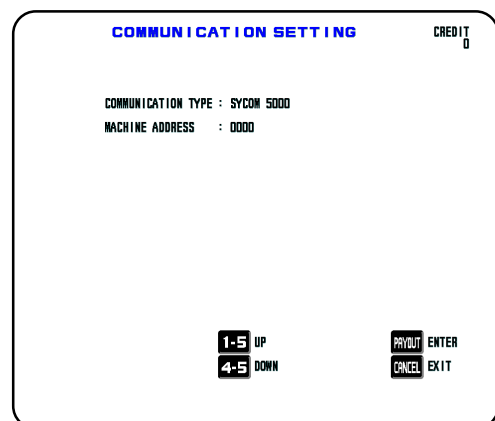 COMMUNICATION SETTING CREDIT
0
COMMUNICATION TYPE : SYCOM 5000
MACHINE ADDRESS : 0000
1-5 UP PAYOUT ENTER
4-5 DOWN CANCEL EXIT